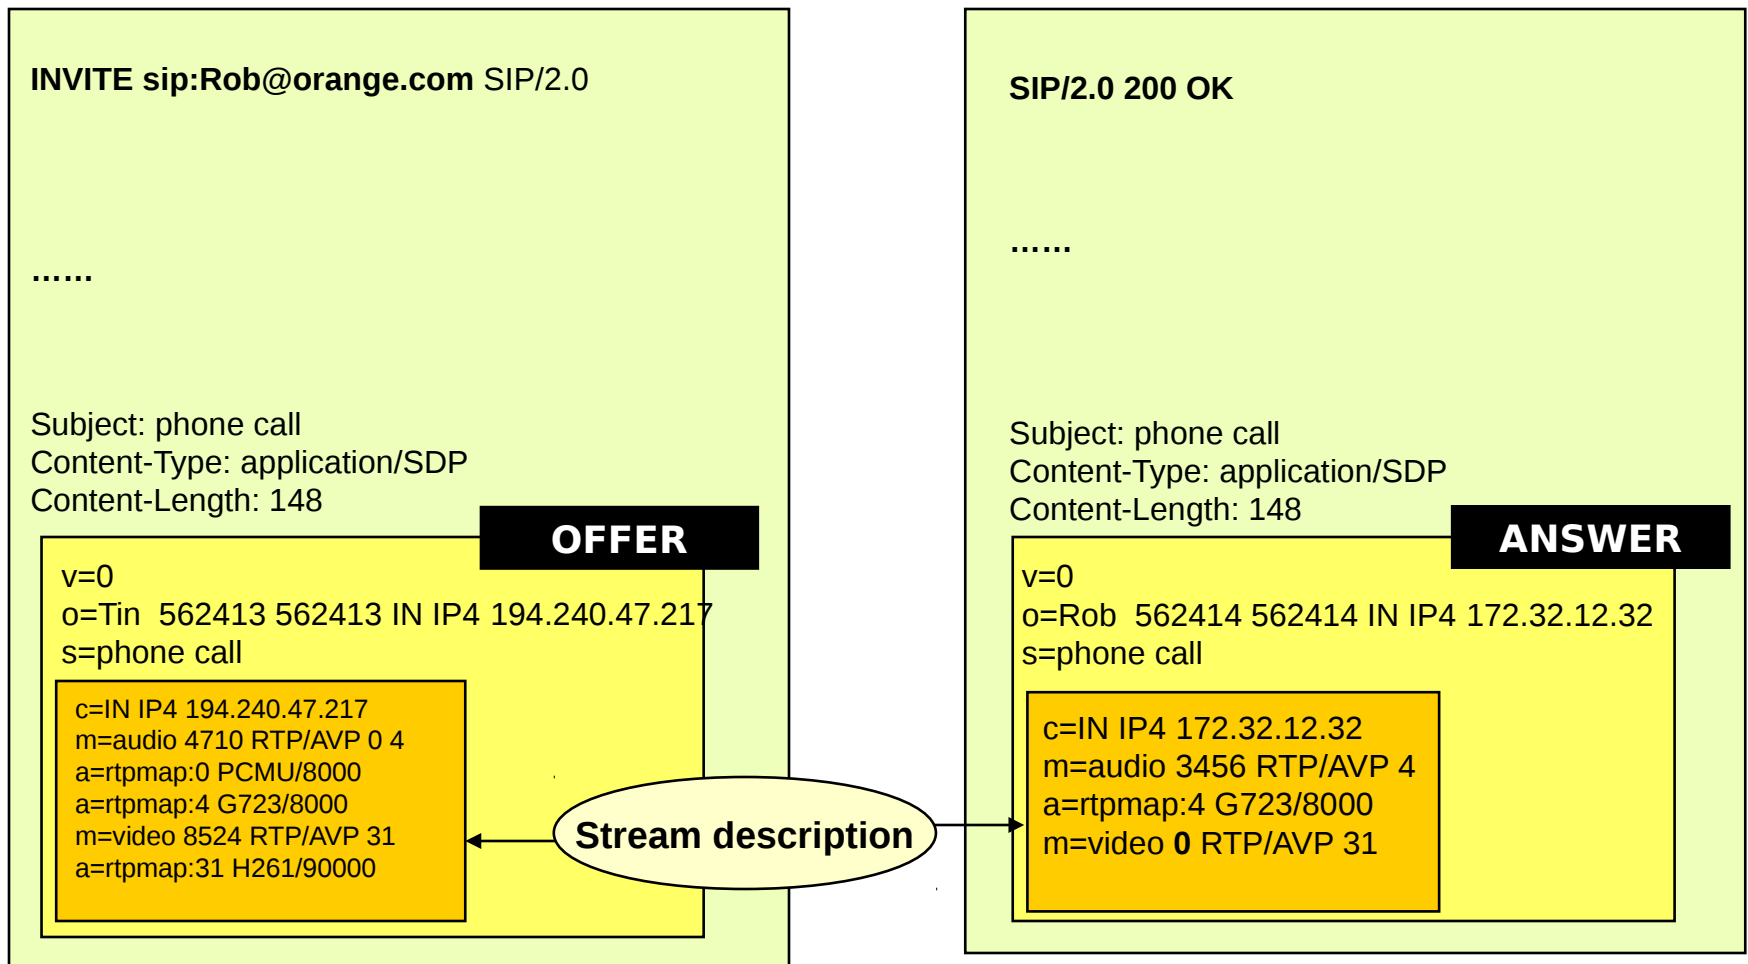 INVITE sip:Rob@orange.com SIP/2.0
……
Subject: phone call
Content-Type: application/SDP
Content-Length: 148
OFFER
v=0
o=Tin  562413 562413 IN IP4 194.240.47.217
s=phone call
c=IN IP4 194.240.47.217
m=audio 4710 RTP/AVP 0 4
a=rtpmap:0 PCMU/8000
a=rtpmap:4 G723/8000
m=video 8524 RTP/AVP 31
a=rtpmap:31 H261/90000
Stream description
SIP/2.0 200 OK
……
Subject: phone call
Content-Type: application/SDP
Content-Length: 148
ANSWER
v=0
o=Rob  562414 562414 IN IP4 172.32.12.32
s=phone call
c=IN IP4 172.32.12.32
m=audio 3456 RTP/AVP 4
a=rtpmap:4 G723/8000
m=video 0 RTP/AVP 31